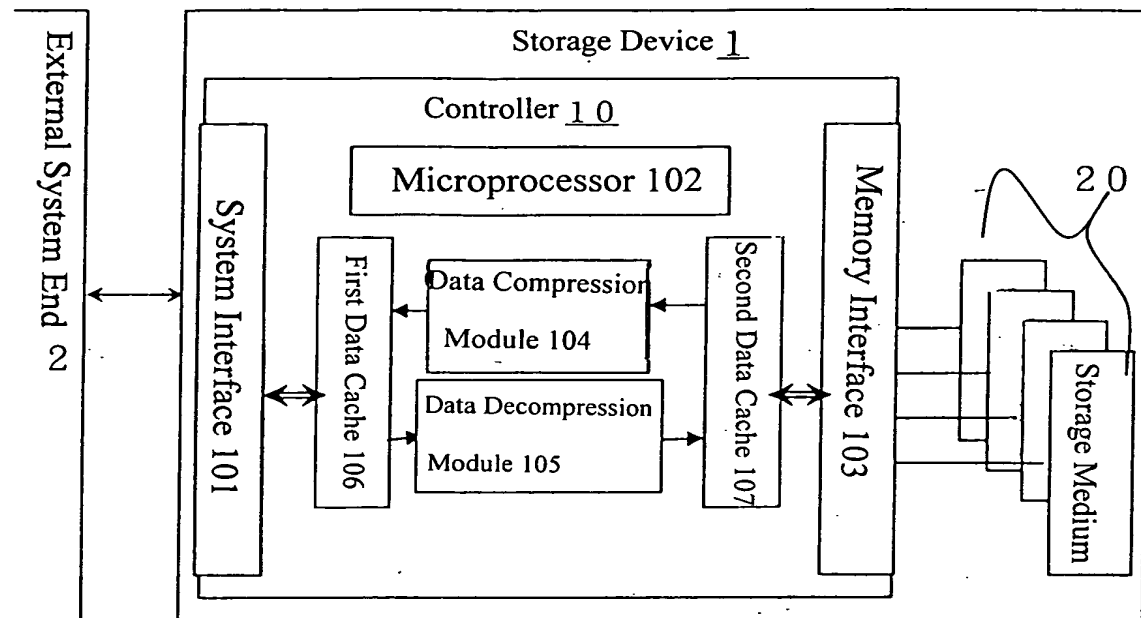 External System End 2
Storage Device 1
Controller 10
Microprocessor 102
System Interface 101
First Data Cache 106
Data Compression
Module 104
Data Decompression
Module 105
Second Data Cache 107
Memory Interface 103
20
Storage Medium